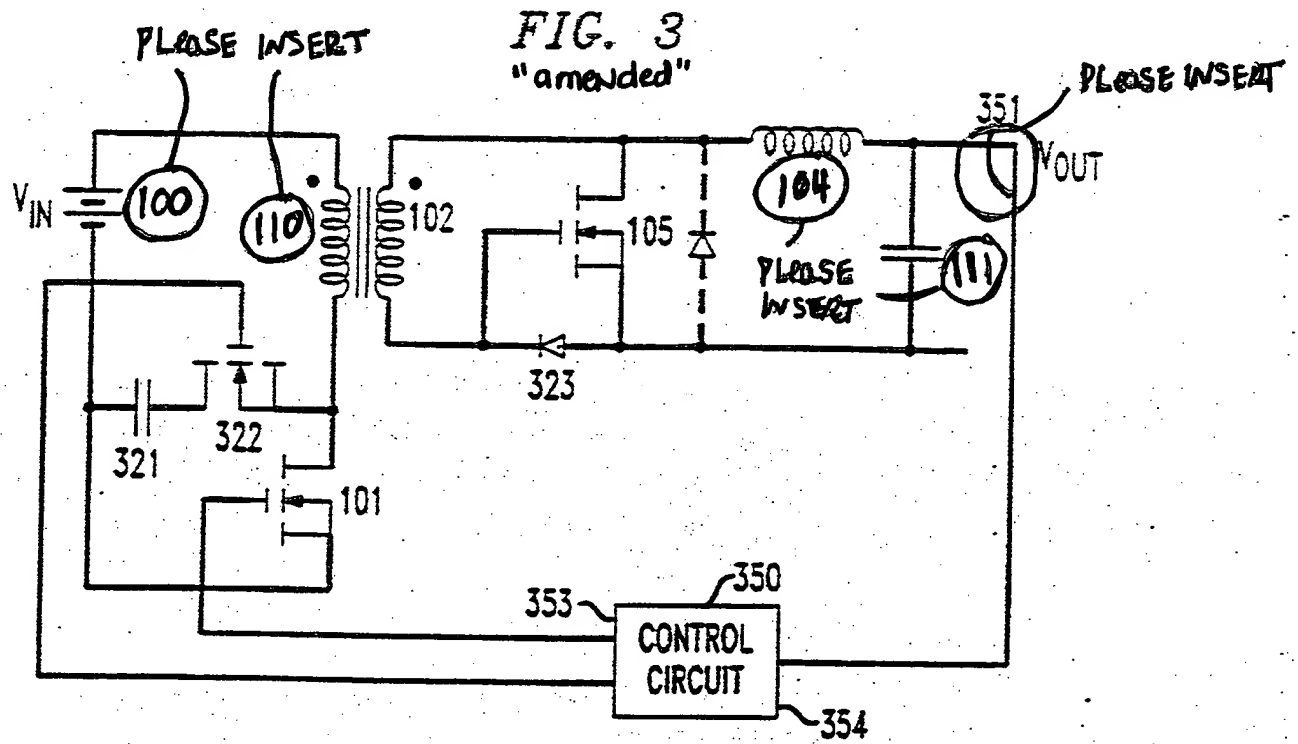 PLEASE INSERT
FIG. 3
"amended"
PLEASE INSERT
351
VIN
100
110
102
105
104
VOUT
PLEASE
INSERT
111
323
321
322
101
350
353
CONTROL
CIRCUIT
354